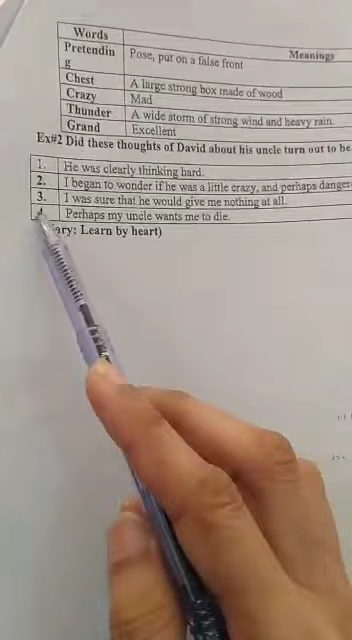 Words Meanings
Pretendin
g Pose, put on a false front
Chest A large strong box made of wood
Crazy Mad
Thunder A wide storm of strong wind and heavy rain.
Grand Excellent
Ex#2 Did these thoughts of David about his uncle turn out to be
1. He was clearly thinking hard.
2. I began to wonder if he was a little crazy, and perhaps
3. I was sure that he would give me nothing at all.
4. Perhaps my uncle wants me to die.
Learn by heart)